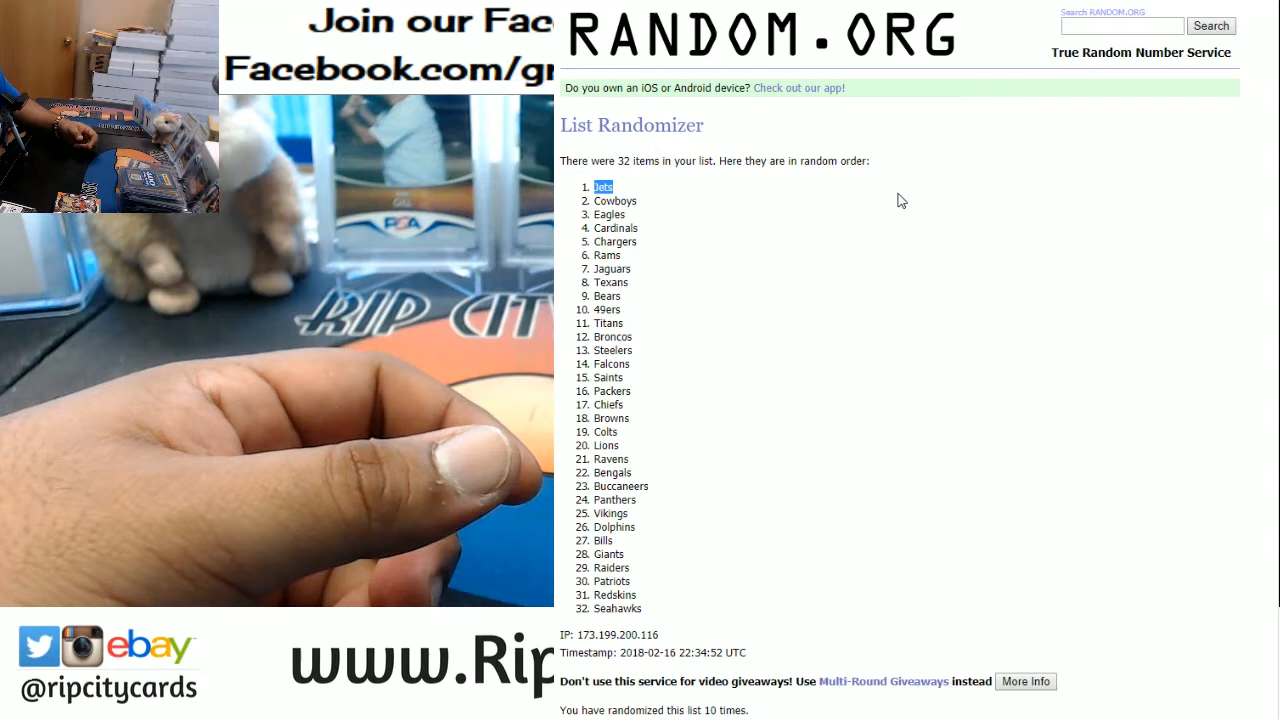 Join our Fac
Facebook.com/gr
RIP CIT
PSA
ebay
@ripcitycards
www.Rip
RANDOM.ORG
Search RANDOM.ORG
Search
True Random Number Service
Do you own an iOS or Android device? Check out our app!
List Randomizer
There were 32 items in your list. Here they are in random order:
1. Jets
2. Cowboys
3. Eagles
4. Cardinals
5. Chargers
6. Rams
7. Jaguars
8. Texans
9. Bears
10. 49ers
11. Titans
12. Broncos
13. Steelers
14. Falcons
15. Saints
16. Packers
17. Chiefs
18. Browns
19. Colts
20. Lions
21. Ravens
22. Bengals
23. Buccaneers
24. Panthers
25. Vikings
26. Dolphins
27. Bills
28. Giants
29. Raiders
30. Patriots
31. Redskins
32. Seahawks
IP: 173.199.200.116
Timestamp: 2018-02-16 22:34:52 UTC
Don't use this service for video giveaways! Use Multi-Round Giveaways instead More Info
You have randomized this list 10 times.